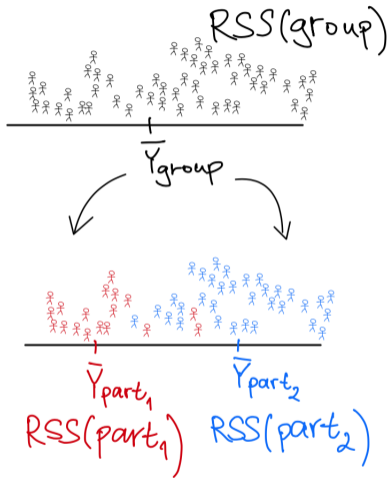 RSS(group)
Ȳgroup
Ȳpart₁
Ȳpart₂
RSS(part₁)
RSS(part₂)